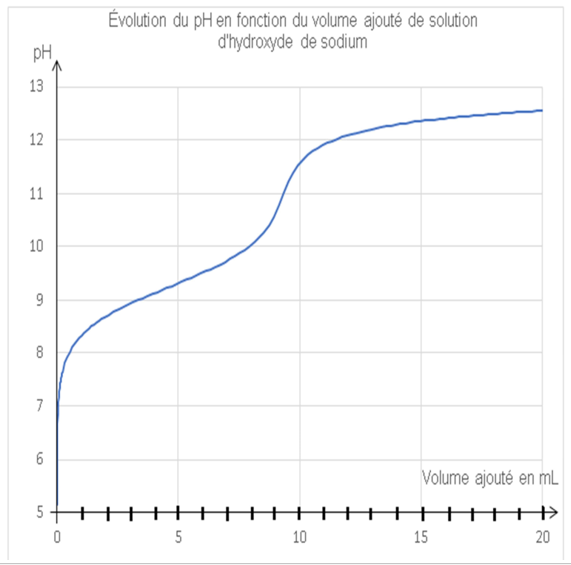 Évolution du pH en fonction du volume ajouté de solution
d'hydroxyde de sodium
pH
13
12
11
10
9
8
7
6
5
Volume ajouté en mL
0 5 10 15 20